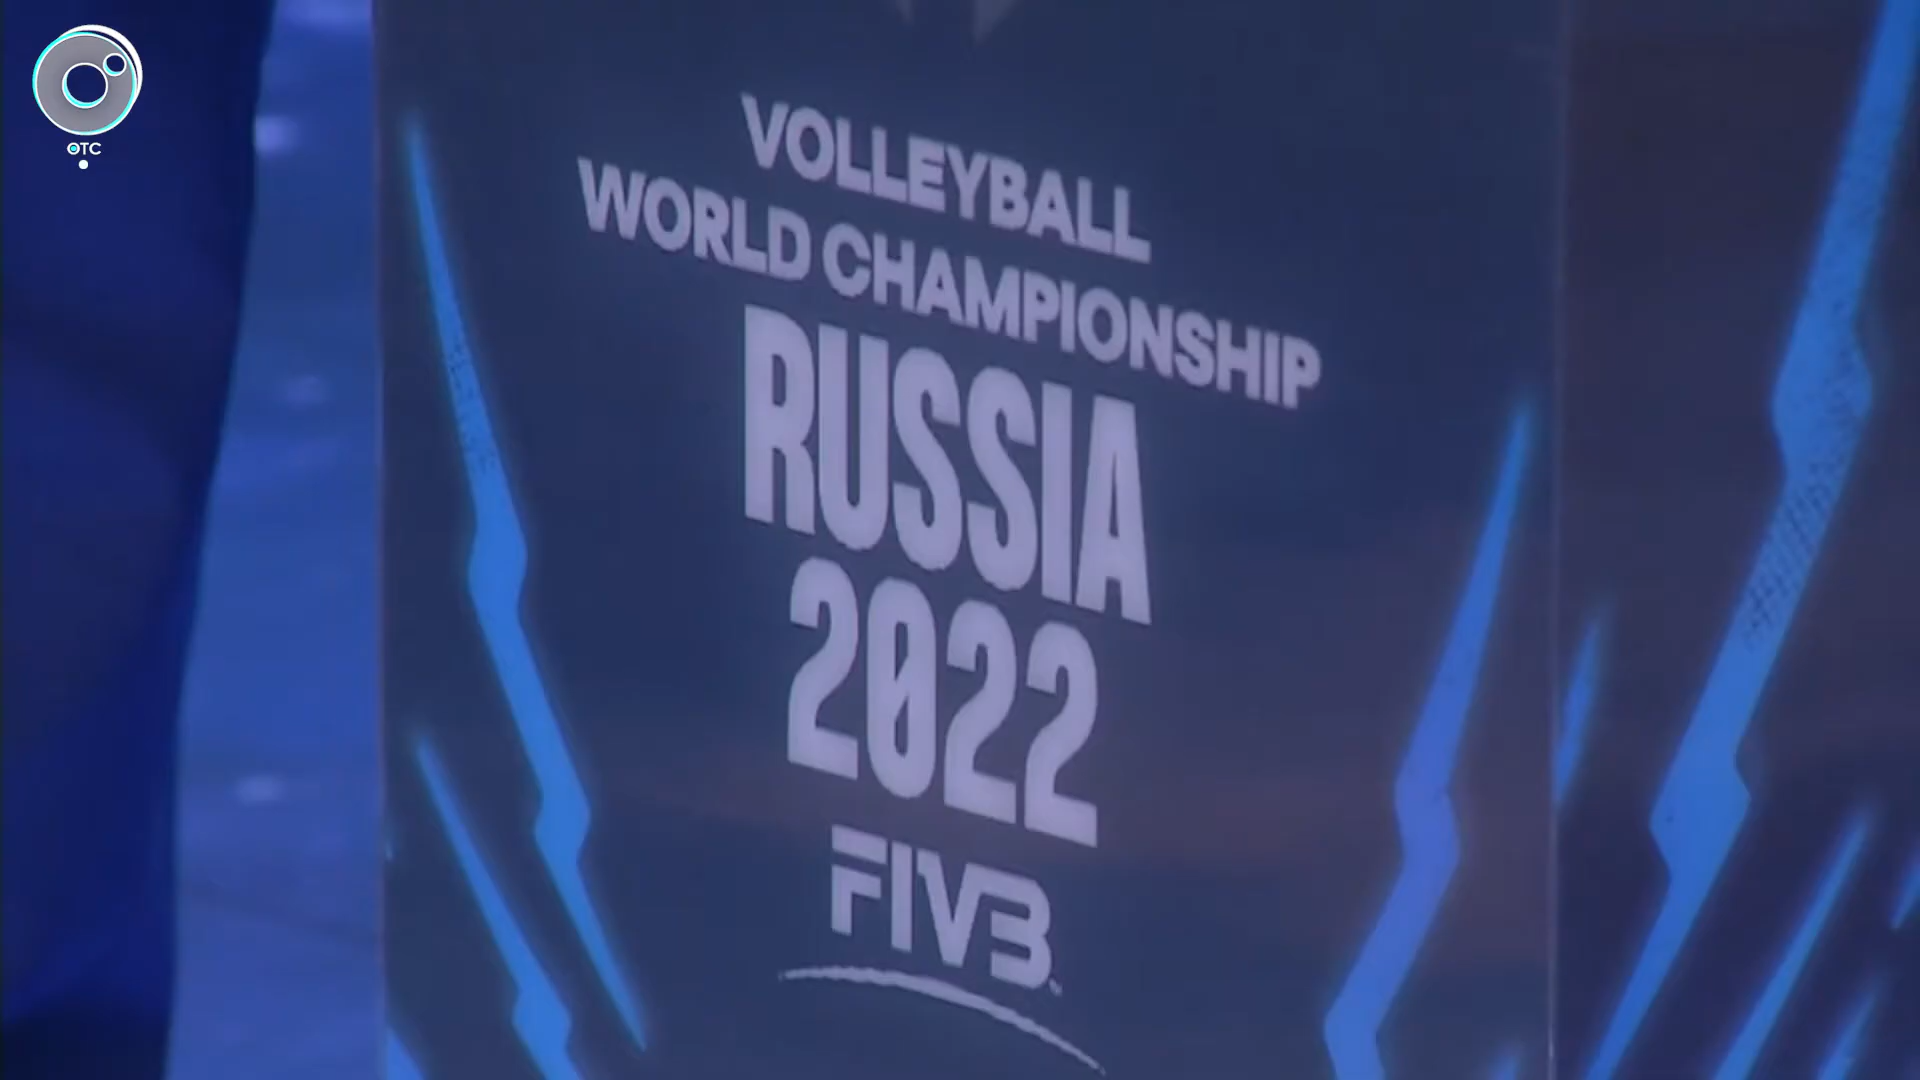 ОТС
VOLLEYBALL
WORLD CHAMPIONSHIP
RUSSIA
2022
FIVB